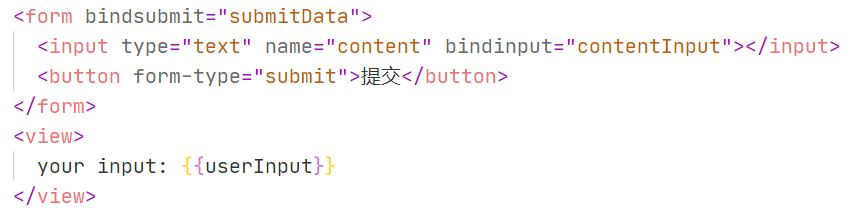 <form bindsubmit="submitData">
<input type="text" name="content" bindinput="contentInput"></input>
<button form-type="submit">提交</button>
</form>
<view>
your input: {{userInput}}
</view>